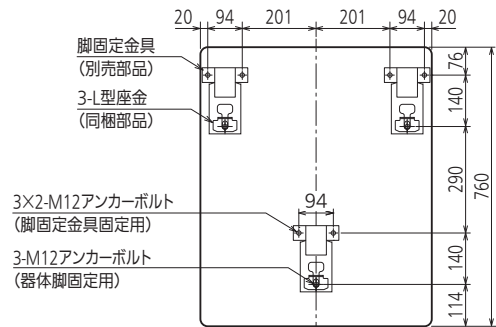 20 94 201 201 94 20
脚固定金具
(別売部品)
3-L型座金
(同梱部品)
76
140
290
760
3×2-M12アンカーボルト
(脚固定金具固定用)
94
3-M12アンカーボルト
(器体脚固定用)
140
114